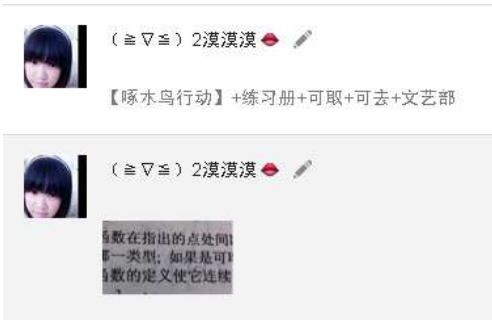 （≧▽≦）2漠漠漠👄
【啄木鸟行动】+练习册+可取+可去+文艺部
（≧▽≦）2漠漠漠👄
函数在指出的点处间
一类型; 如果是可
函数的定义使它连续